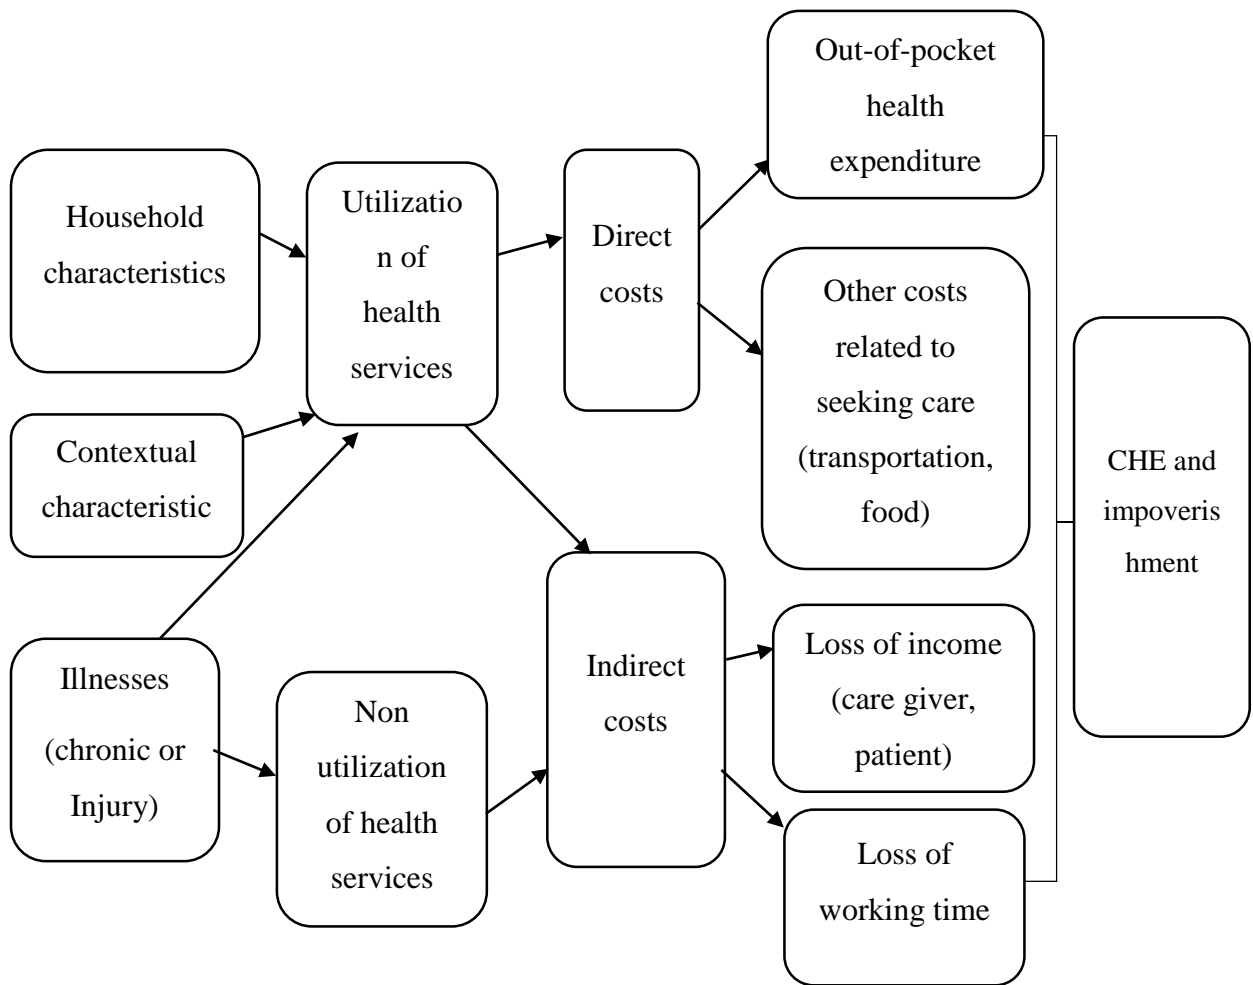 Out-of-pocket
health
expenditure
Household
characteristics
Utilizatio
n of
health
services
Direct
costs
Other costs
related to
seeking care
(transportation,
food)
Contextual
characteristic
CHE and
impoveris
hment
Illnesses
(chronic or
Injury)
Non
utilization
of health
services
Indirect
costs
Loss of income
(care giver,
patient)
Loss of
working time